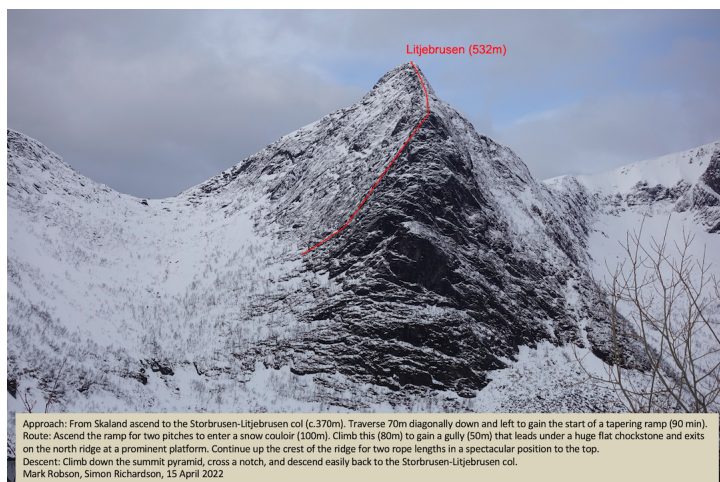 Litjebrusen (532m)
Approach: From Skaland ascend to the Storbrusen-Litjebrusen col (c.370m). Traverse 70m diagonally down and left to gain the start of a tapering ramp (90 min).
Route: Ascend the ramp for two pitches to enter a snow couloir (100m). Climb this (80m) to gain a gully (50m) that leads under a huge flat chockstone and exits
on the north ridge at a prominent platform. Continue up the crest of the ridge for two rope lengths in a spectacular position to the top.
Descent: Climb down the summit pyramid, cross a notch, and descend easily back to the Storbrusen-Litjebrusen col.
Mark Robson, Simon Richardson, 15 April 2022